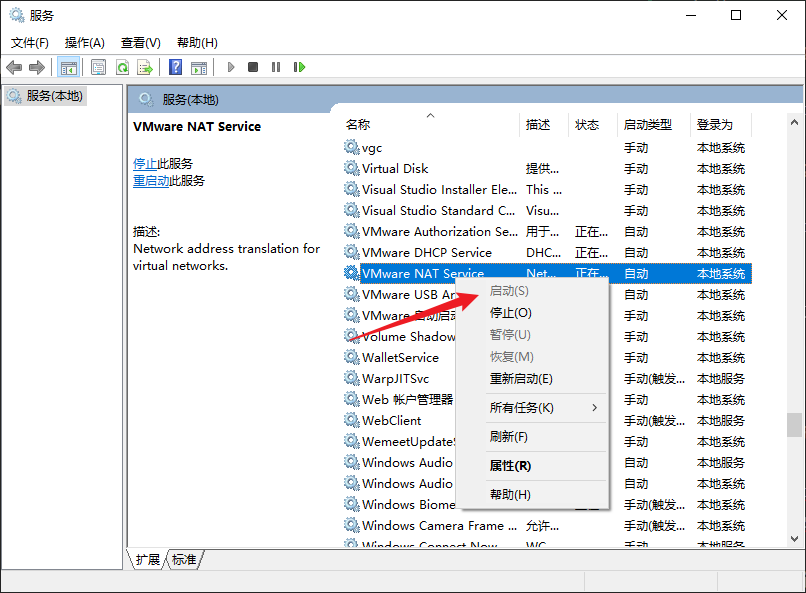 服务
文件(F) 操作(A) 查看(V) 帮助(H)
服务(本地)
服务(本地)
VMware NAT Service
停止此服务
重启动此服务
描述:
Network address translation for
virtual networks.
名称 描述 状态 启动类型 登录为
vgc 手动 本地系统
Virtual Disk 提供... 手动 本地系统
Visual Studio Installer Ele... This ... 手动 本地系统
Visual Studio Standard C... Visu... 手动 本地系统
VMware Authorization Se... 用于... 正在... 自动 本地系统
VMware DHCP Service DHC... 正在... 自动 本地系统
VMware NAT Service Net... 正在... 自动 本地系统
VMware USB Ar 自动 本地系统
VMware 自动启动 手动 本地系统
Volume Shadow 手动 本地系统
WalletService 手动 本地系统
WarpJITSvc 手动(触发... 本地服务
Web 帐户管理器 手动 本地系统
WebClient 手动(触发... 本地服务
WemeetUpdateS 手动 本地系统
Windows Audio 自动 本地服务
Windows Audio 自动 本地系统
Windows Biome 手动(触发... 本地系统
Windows Camera Frame ... 允许... 手动(触发... 本地系统
Windows Connect Now WC 手动 本地服务
启动(S)
停止(O)
暂停(U)
恢复(M)
重新启动(E)
所有任务(K)
刷新(F)
属性(R)
帮助(H)
扩展 标准